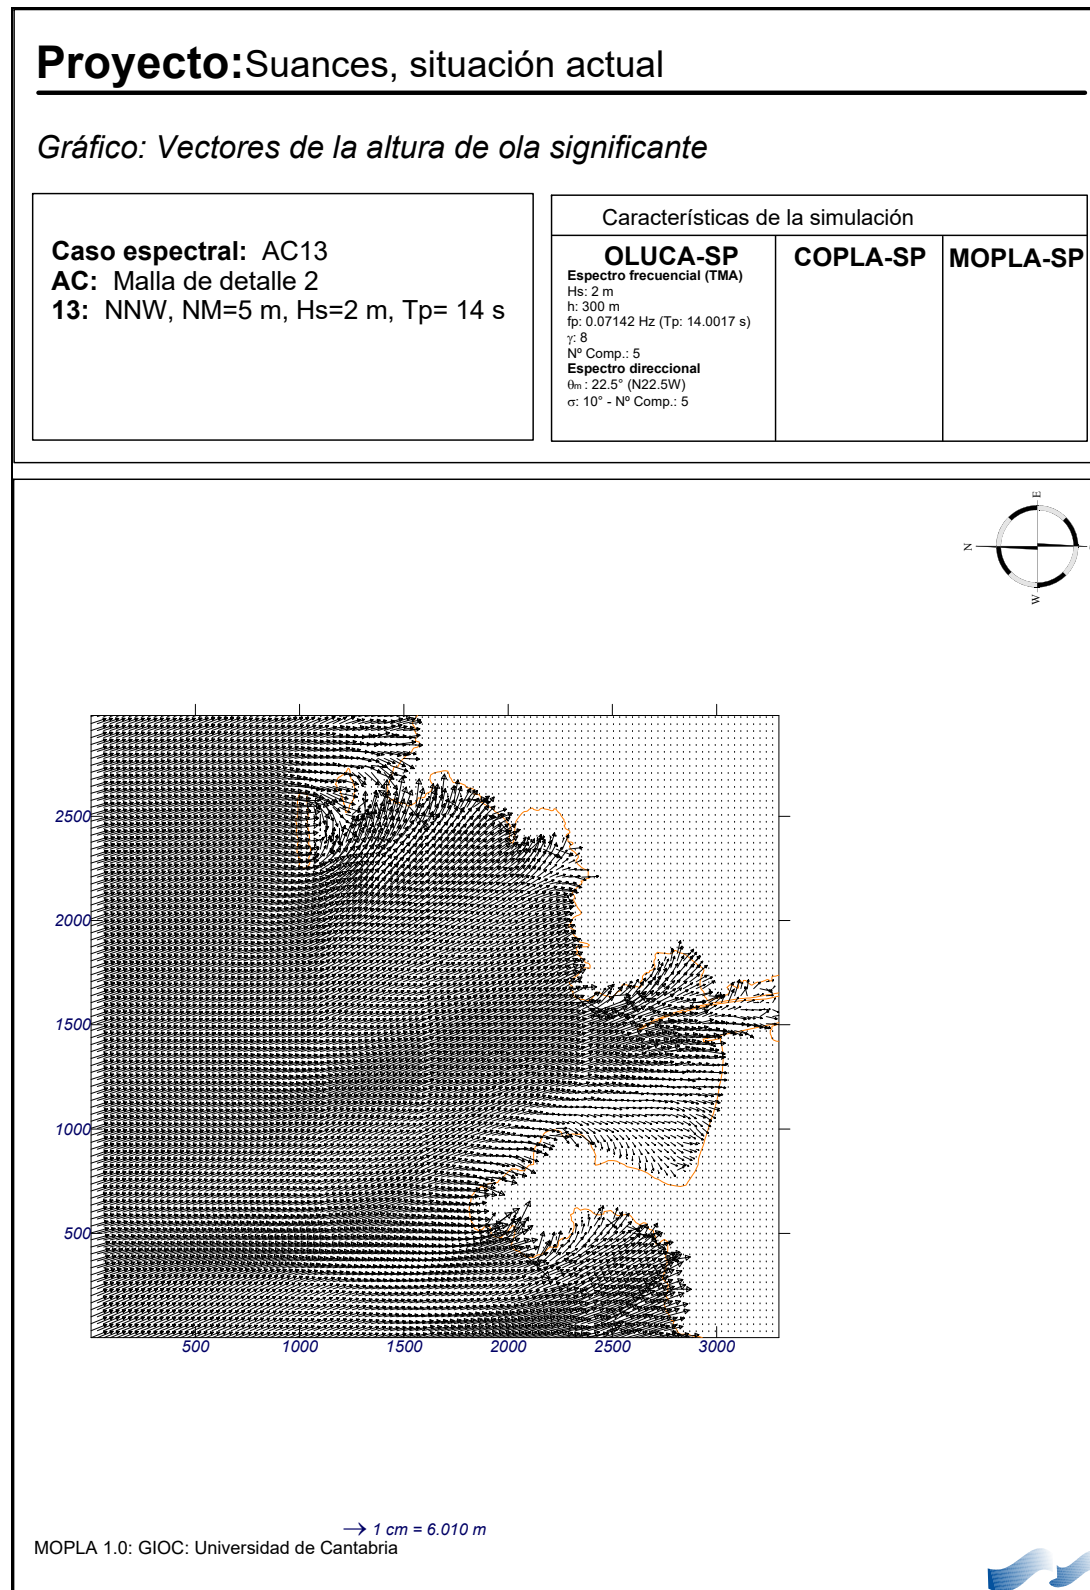 Proyecto:Suances, situación actual
Gráfico: Vectores de la altura de ola significante
Caso espectral: AC13
AC: Malla de detalle 2
13: NNW, NM=5 m, Hs=2 m, Tp= 14 s
Características de la simulación
OLUCA-SP
Espectro frecuencial (TMA)
Hs: 2 m
h: 300 m
fp: 0.07142 Hz (Tp: 14.0017 s)
γ: 8
Nº Comp.: 5
Espectro direccional
θm : 22.5° (N22.5W)
σ: 10° - Nº Comp.: 5
COPLA-SP
MOPLA-SP
E
N
W
2500
2000
1500
1000
500
500 1000 1500 2000 2500 3000
1 cm = 6.010 m
MOPLA 1.0: GIOC: Universidad de Cantabria